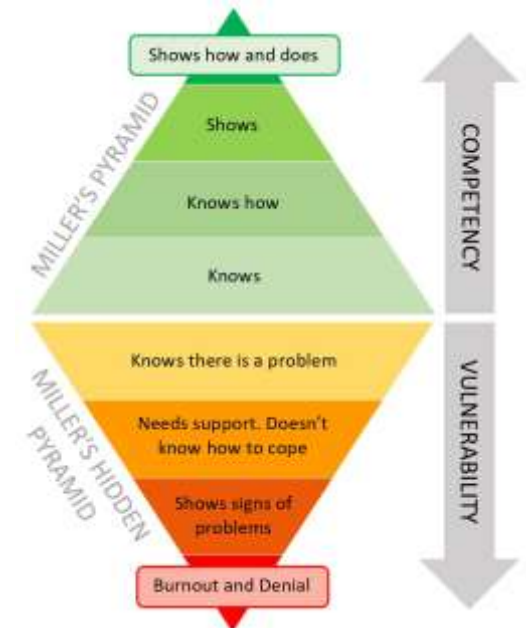 Shows how and does
Shows
Knows how
Knows
MILLER'S PYRAMID
COMPETENCY
Knows there is a problem
Needs support. Doesn't
know how to cope
Shows signs of
problems
Burnout and Denial
MILLER'S HIDDEN
PYRAMID
VULNERABILITY